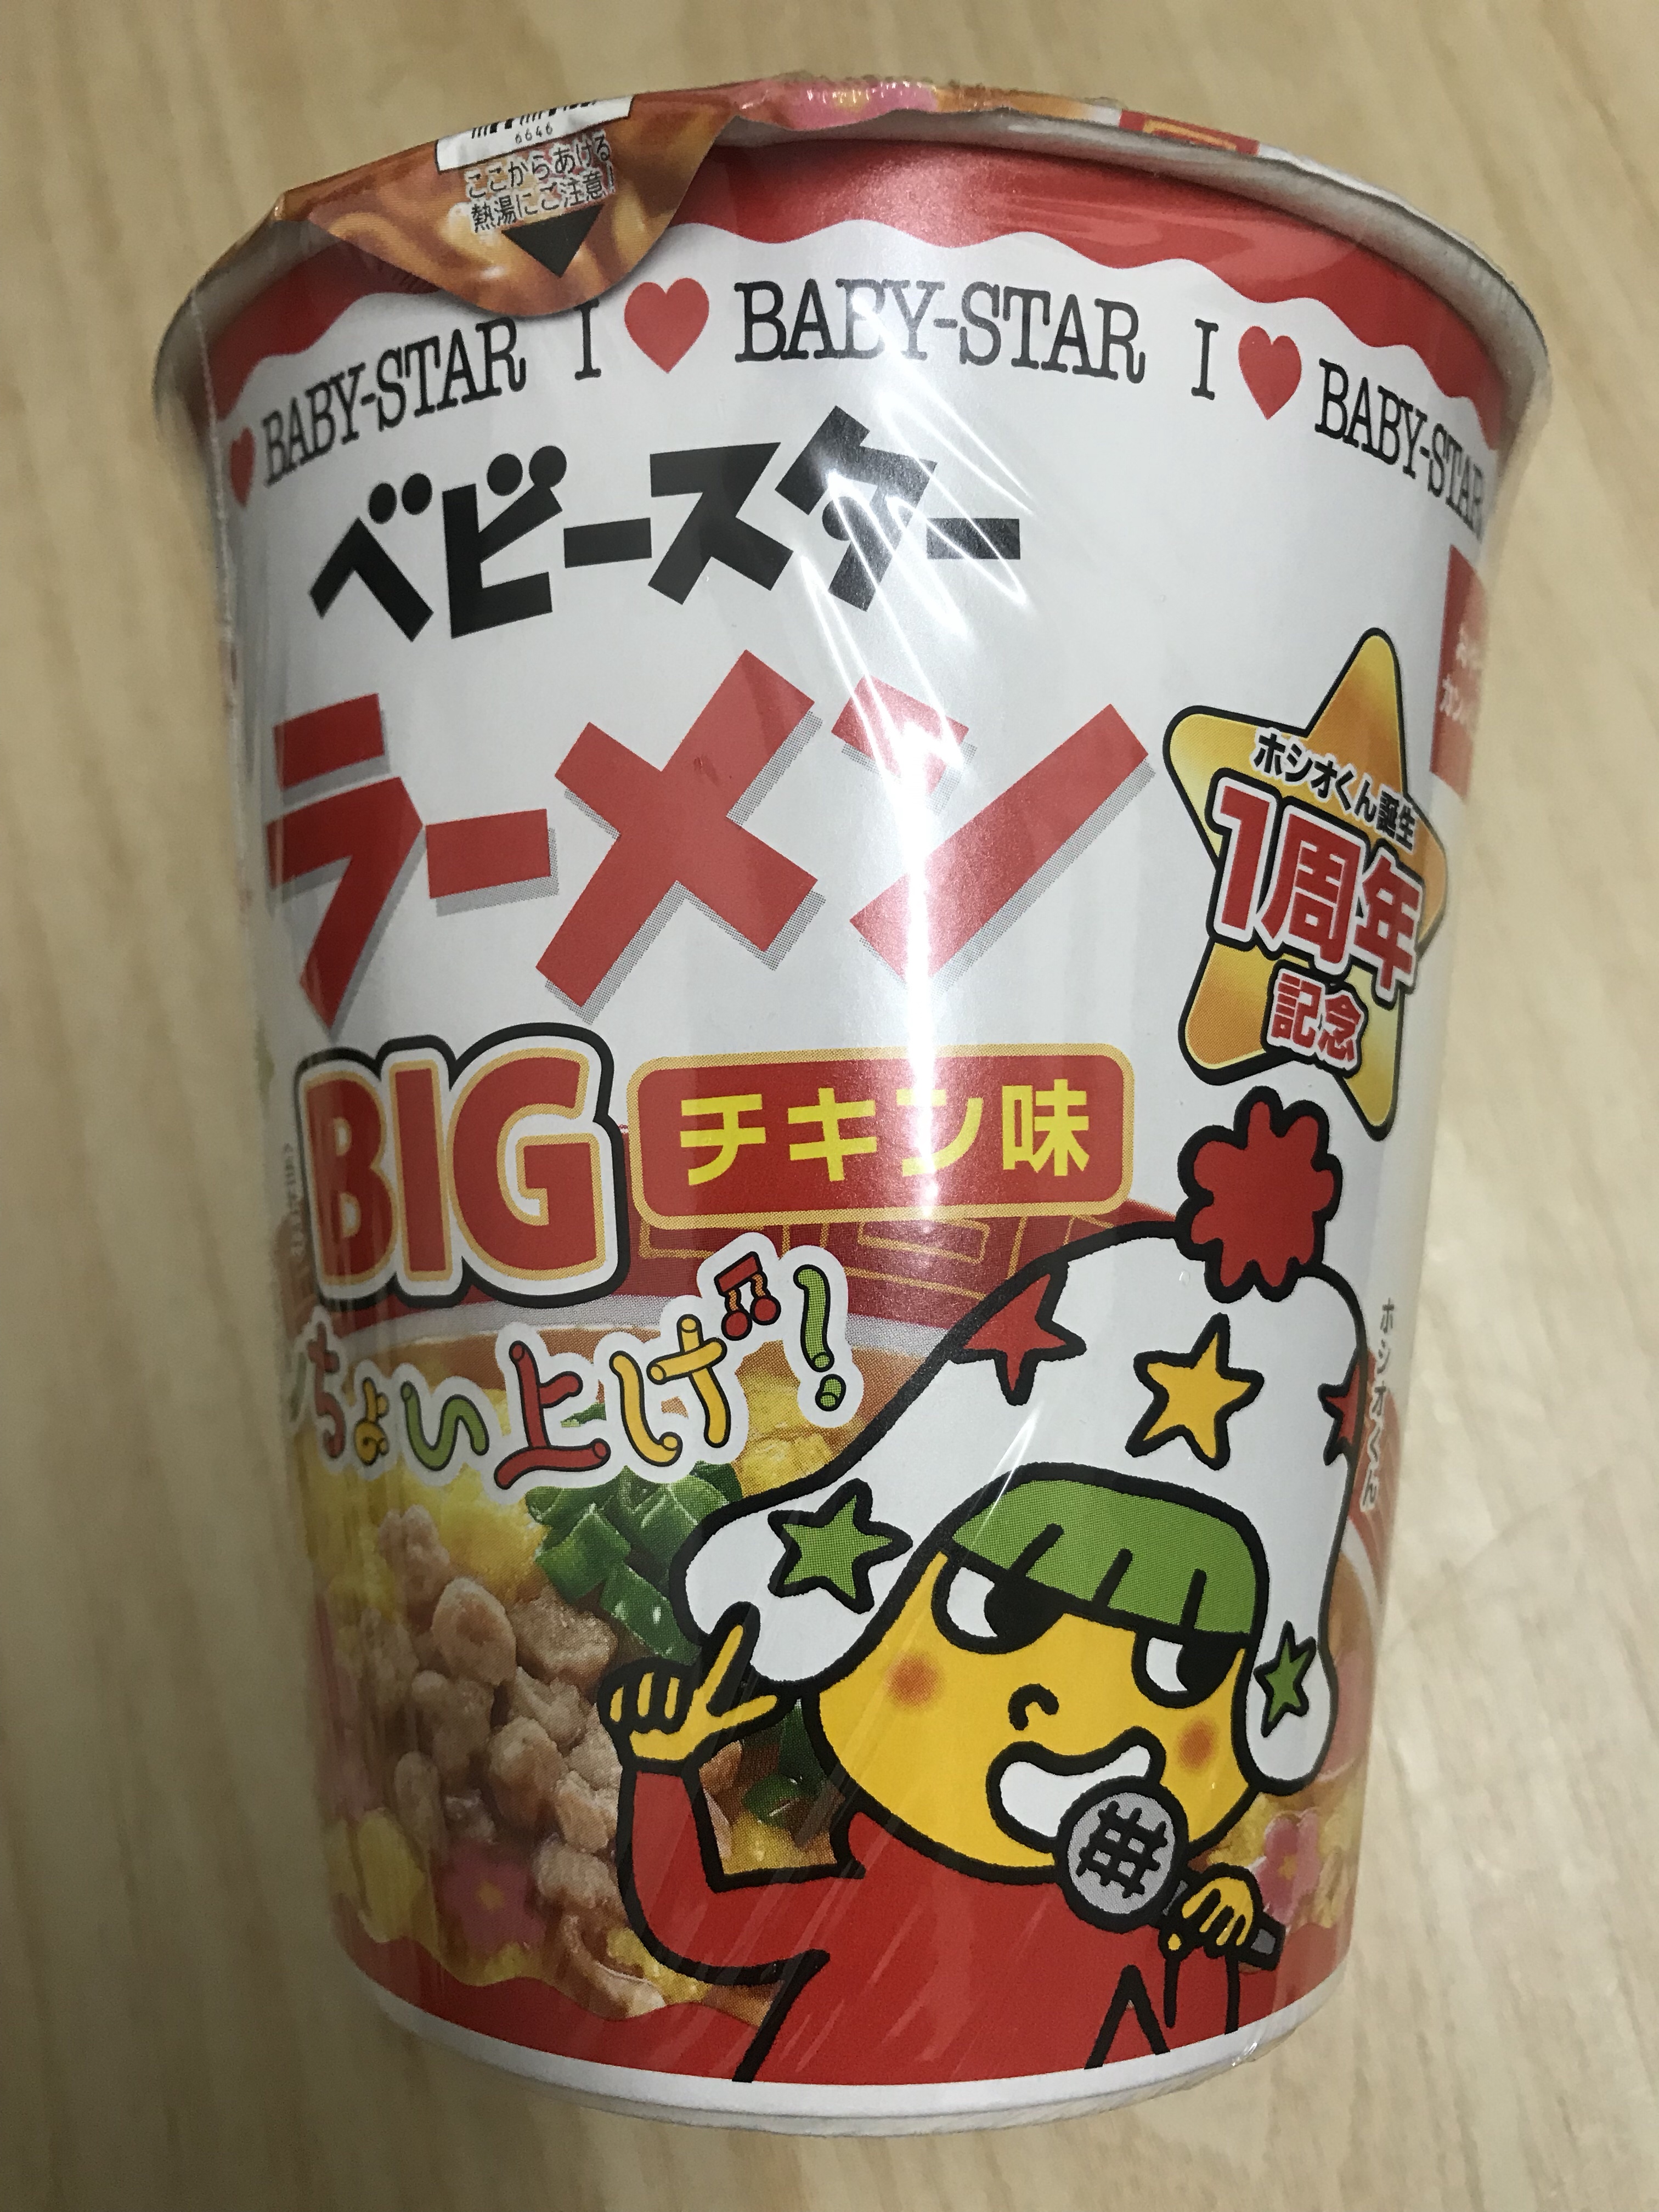 6646
ここからあける
熱湯にご注意!
BABY-STAR I BABY-STAR I BABY-STAR
ベビースター
ラーメン
ホシオくん誕生
1周年
記念
BIG
チキン味
ちょい上げ!
ホシオくん